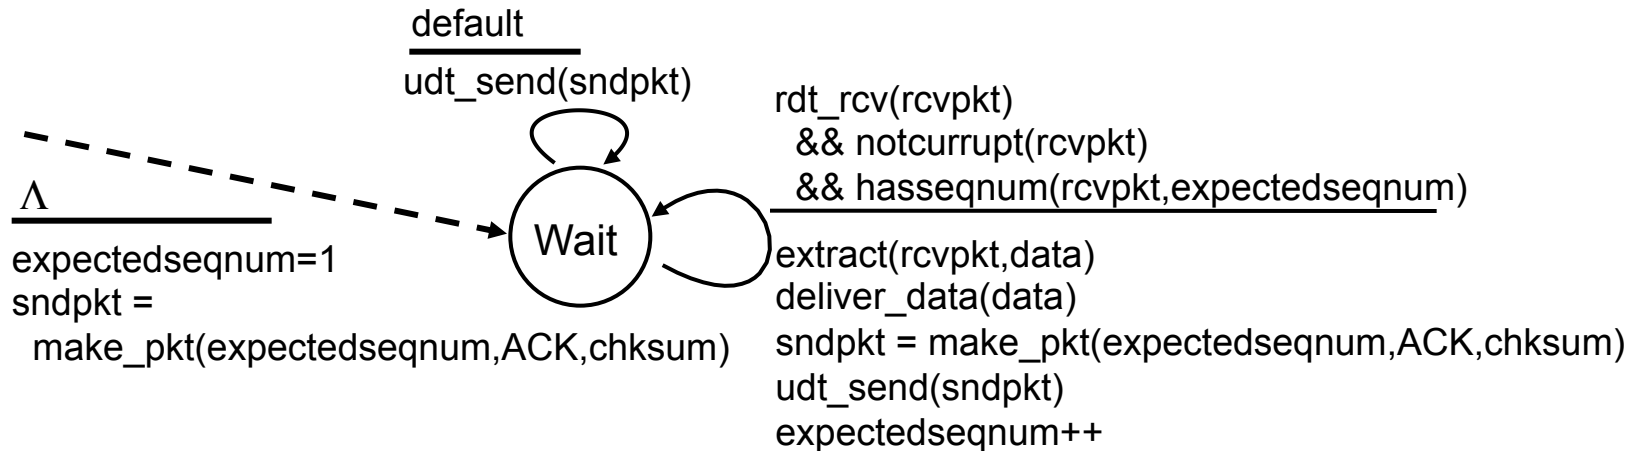 default
udt_send(sndpkt)
rdt_rcv(rcvpkt)
&& notcurrupt(rcvpkt)
&& hasseqnum(rcvpkt,expectedseqnum)
Λ
Wait
expectedseqnum=1
sndpkt =
make_pkt(expectedseqnum,ACK,chksum)
extract(rcvpkt,data)
deliver_data(data)
sndpkt = make_pkt(expectedseqnum,ACK,chksum)
udt_send(sndpkt)
expectedseqnum++